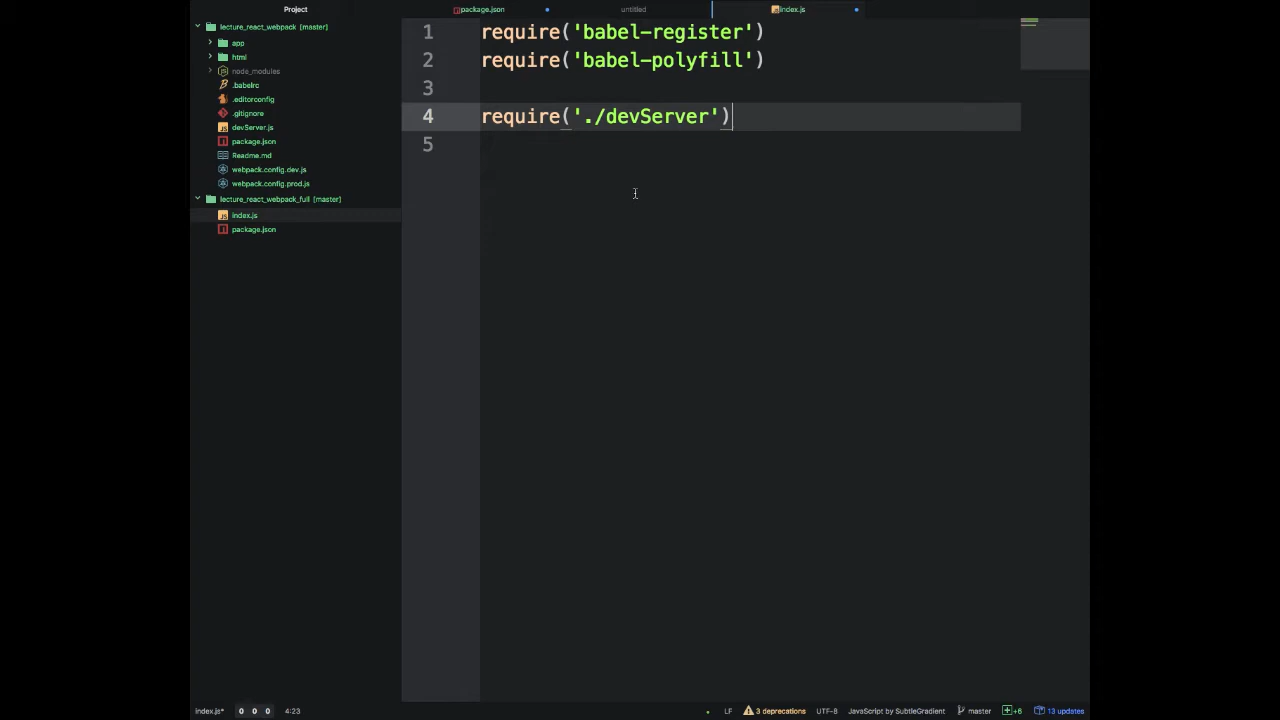 Project
package.json
untitled
index.js
lecture_react_webpack [master]
app
html
node_modules
.babelrc
.editorconfig
.gitignore
devServer.js
package.json
Readme.md
webpack.config.dev.js
webpack.config.prod.js
lecture_react_webpack_full [master]
index.js
package.json
1 require('babel-register')
2 require('babel-polyfill')
3
4 require('./devServer')
5
index.js* 0 0 0 4:23 LF 3 deprecations UTF-8 JavaScript by SubtleGradient master +6 13 updates